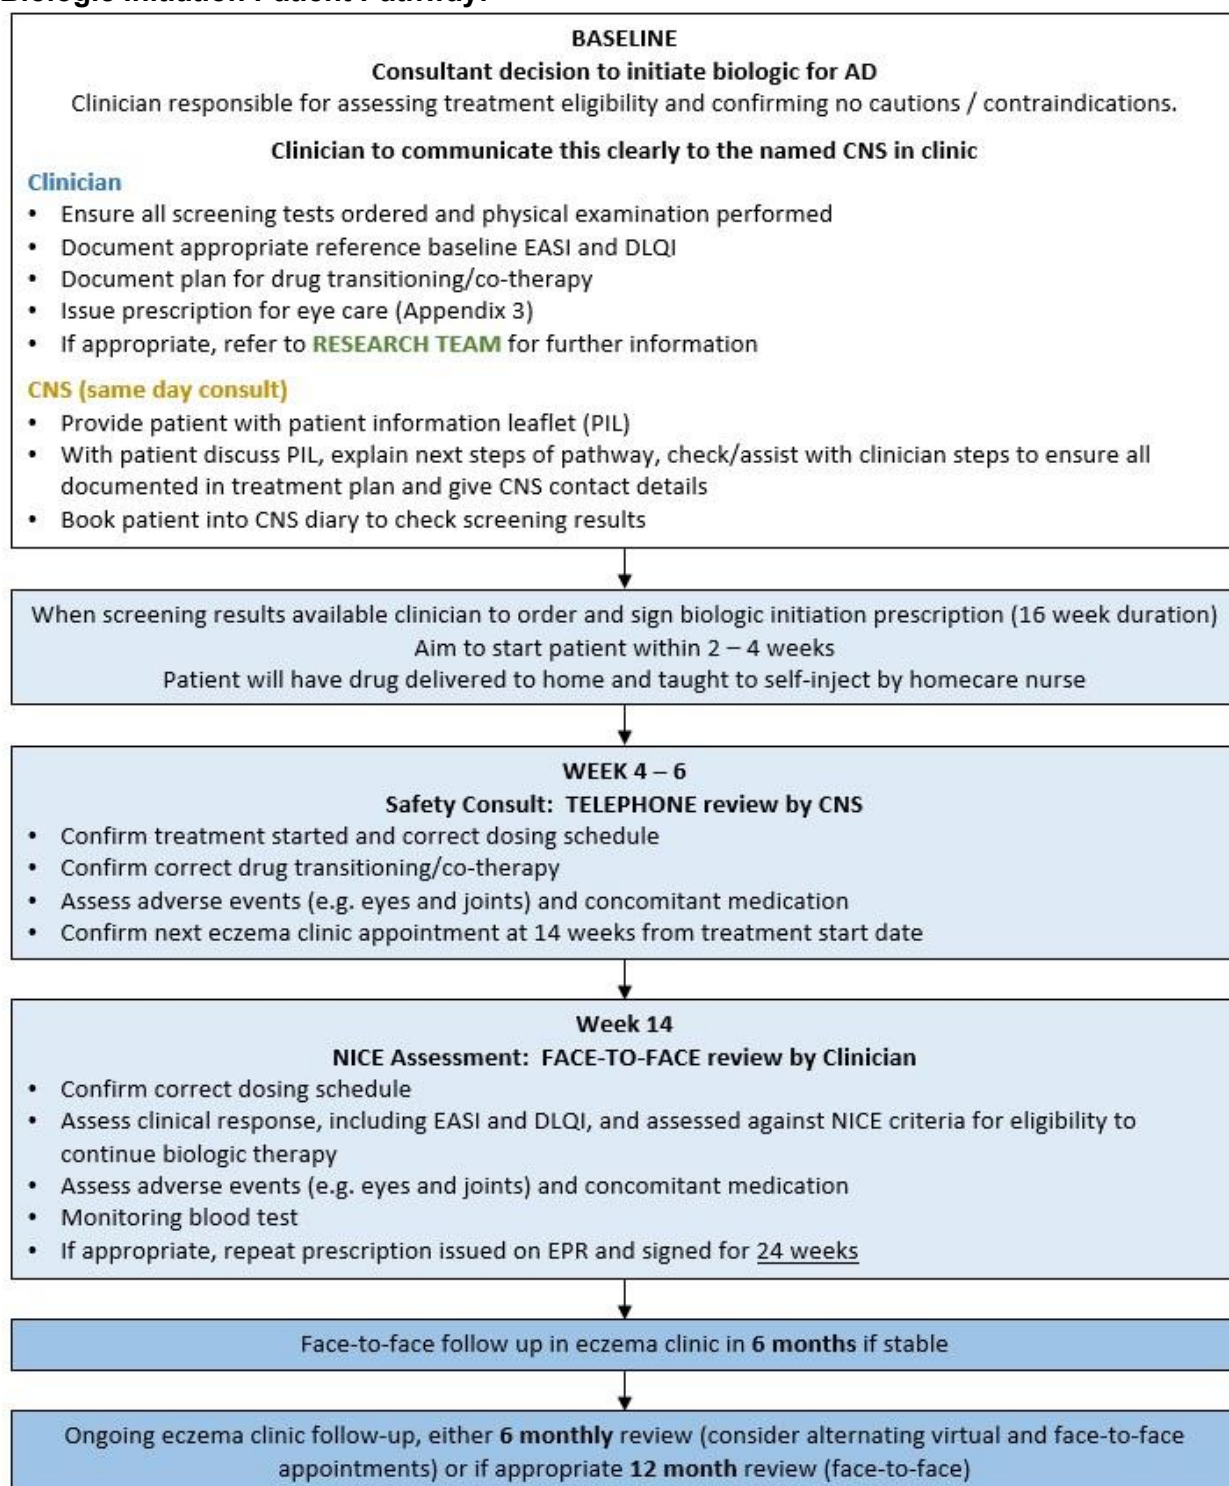 Biologic Initiation Patient Pathway:
BASELINE
Consultant decision to initiate biologic for AD
Clinician responsible for assessing treatment eligibility and confirming no cautions / contraindications.
Clinician to communicate this clearly to the named CNS in clinic
Clinician
• Ensure all screening tests ordered and physical examination performed
• Document appropriate reference baseline EASI and DLQI
• Document plan for drug transitioning/co-therapy
• Issue prescription for eye care (Appendix 3)
• If appropriate, refer to RESEARCH TEAM for further information
CNS (same day consult)
• Provide patient with patient information leaflet (PIL)
• With patient discuss PIL, explain next steps of pathway, check/assist with clinician steps to ensure all
documented in treatment plan and give CNS contact details
• Book patient into CNS diary to check screening results
When screening results available clinician to order and sign biologic initiation prescription (16 week duration)
Aim to start patient within 2 – 4 weeks
Patient will have drug delivered to home and taught to self-inject by homecare nurse
WEEK 4 – 6
Safety Consult: TELEPHONE review by CNS
• Confirm treatment started and correct dosing schedule
• Confirm correct drug transitioning/co-therapy
• Assess adverse events (e.g. eyes and joints) and concomitant medication
• Confirm next eczema clinic appointment at 14 weeks from treatment start date
Week 14
NICE Assessment: FACE-TO-FACE review by Clinician
• Confirm correct dosing schedule
• Assess clinical response, including EASI and DLQI, and assessed against NICE criteria for eligibility to
continue biologic therapy
• Assess adverse events (e.g. eyes and joints) and concomitant medication
• Monitoring blood test
• If appropriate, repeat prescription issued on EPR and signed for 24 weeks
Face-to-face follow up in eczema clinic in 6 months if stable
Ongoing eczema clinic follow-up, either 6 monthly review (consider alternating virtual and face-to-face
appointments) or if appropriate 12 month review (face-to-face)